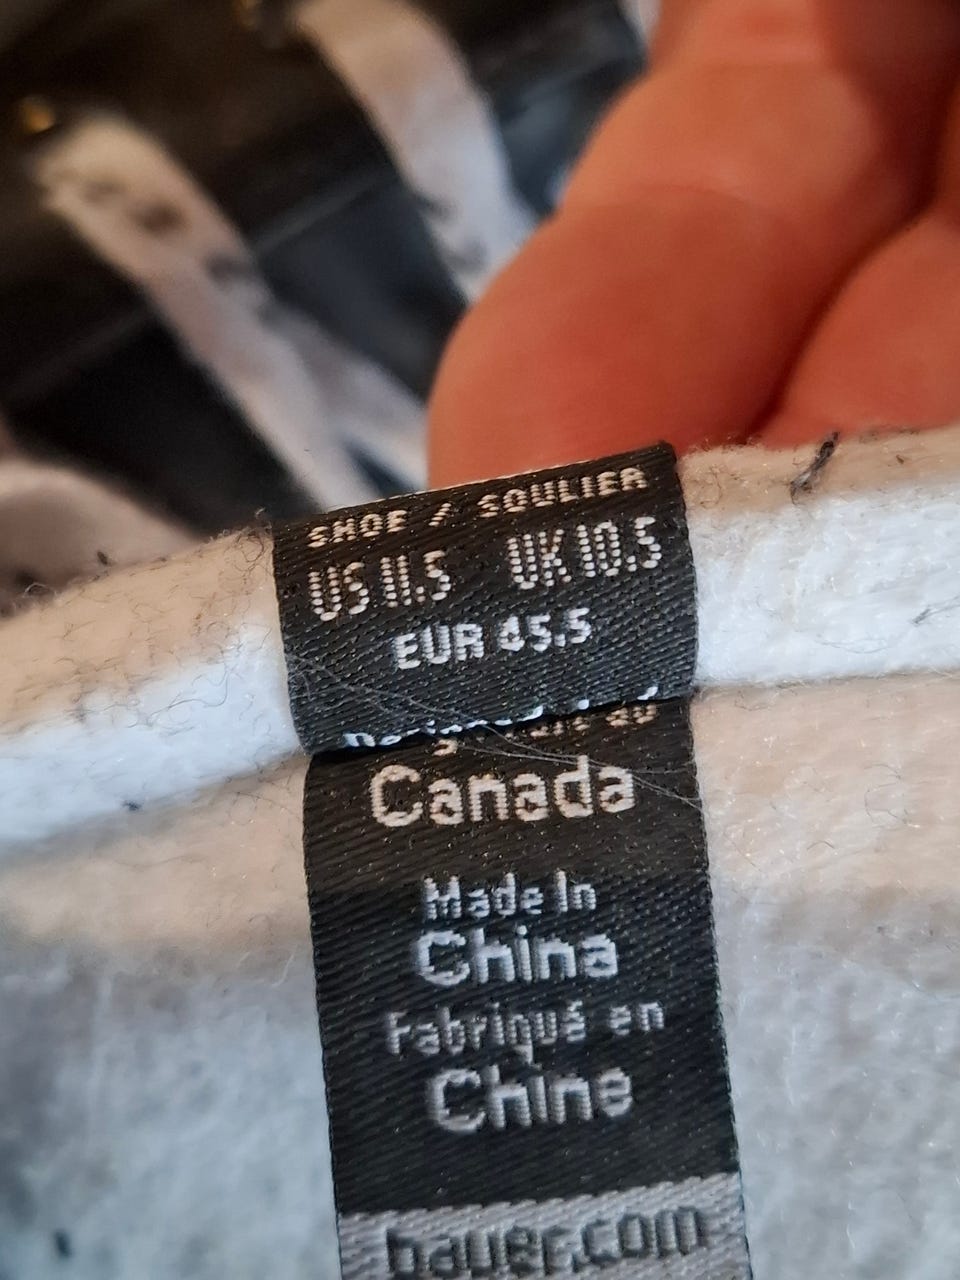 SHOE / SOULIER
US 11.5 UK 10.5
EUR 45.5
Canada
Made In
China
Fabriqué en
Chine
bauer.com